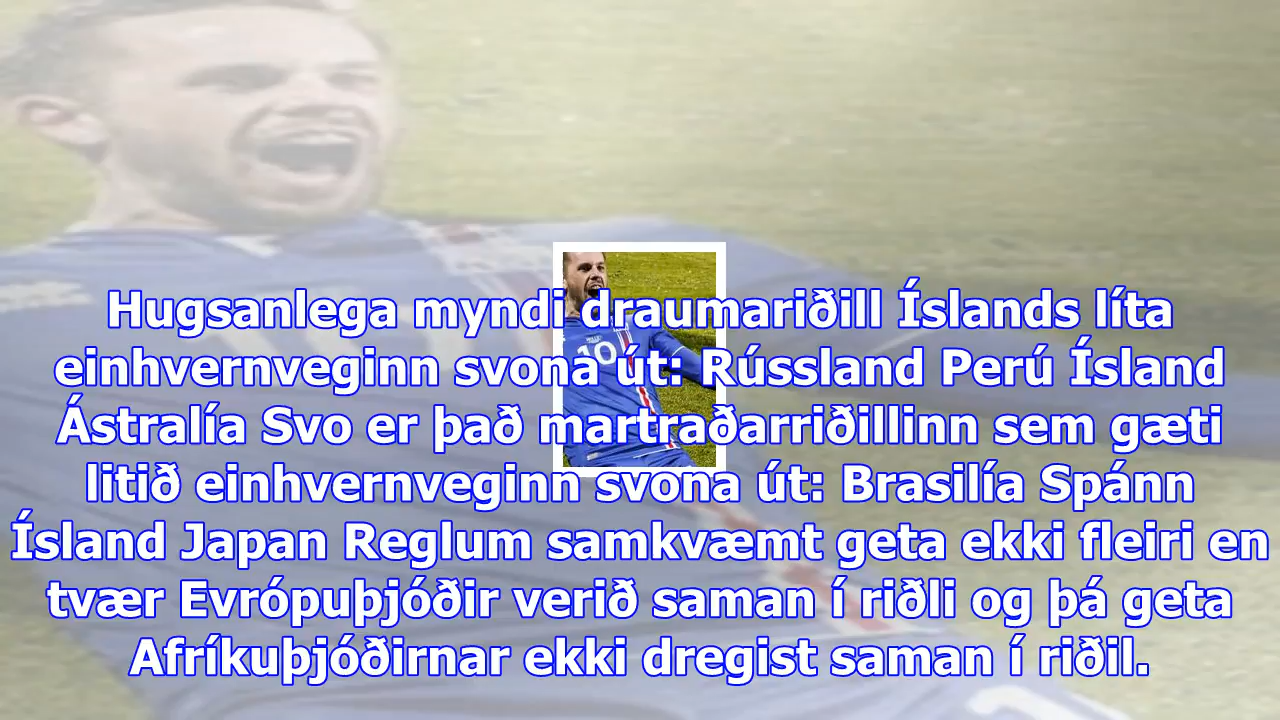 Hugsanlega myndi draumariðill Íslands líta
einhvernveginn svona út: Rússland Perú Ísland
Ástralía Svo er það martraðarriðillinn sem gæti
litið einhvernveginn svona út: Brasilía Spánn
Ísland Japan Reglum samkvæmt geta ekki fleiri en
tvær Evrópuþjóðir verið saman í riðli og þá geta
Afríkuþjóðirnar ekki dregist saman í riðil.
10